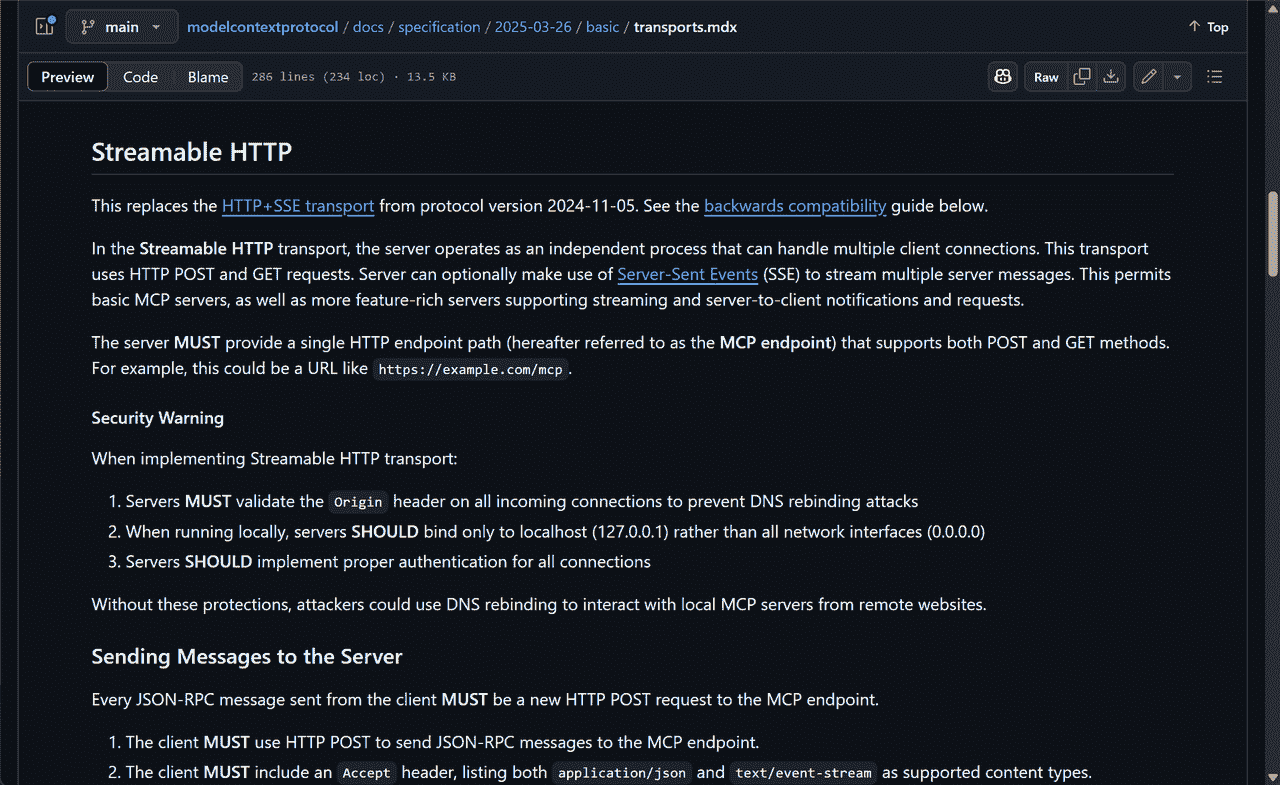 main
modelcontextprotocol / docs / specification / 2025-03-26 / basic / transports.mdx
Top
Preview Code Blame 286 lines (234 loc) · 13.5 KB
Raw
Streamable HTTP
This replaces the HTTP+SSE transport from protocol version 2024-11-05. See the backwards compatibility guide below.
In the Streamable HTTP transport, the server operates as an independent process that can handle multiple client connections. This transport
uses HTTP POST and GET requests. Server can optionally make use of Server-Sent Events (SSE) to stream multiple server messages. This permits
basic MCP servers, as well as more feature-rich servers supporting streaming and server-to-client notifications and requests.
The server MUST provide a single HTTP endpoint path (hereafter referred to as the MCP endpoint) that supports both POST and GET methods.
For example, this could be a URL like https://example.com/mcp.
Security Warning
When implementing Streamable HTTP transport:
1. Servers MUST validate the Origin header on all incoming connections to prevent DNS rebinding attacks
2. When running locally, servers SHOULD bind only to localhost (127.0.0.1) rather than all network interfaces (0.0.0.0)
3. Servers SHOULD implement proper authentication for all connections
Without these protections, attackers could use DNS rebinding to interact with local MCP servers from remote websites.
Sending Messages to the Server
Every JSON-RPC message sent from the client MUST be a new HTTP POST request to the MCP endpoint.
1. The client MUST use HTTP POST to send JSON-RPC messages to the MCP endpoint.
2. The client MUST include an Accept header, listing both application/json and text/event-stream as supported content types.